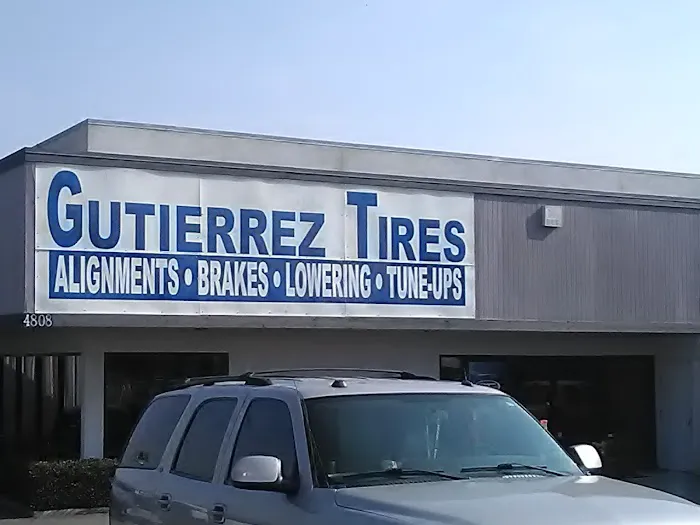 GUTIERREZ TIRES
ALIGNMENTS • BRAKES • LOWERING • TUNE-UPS
4808